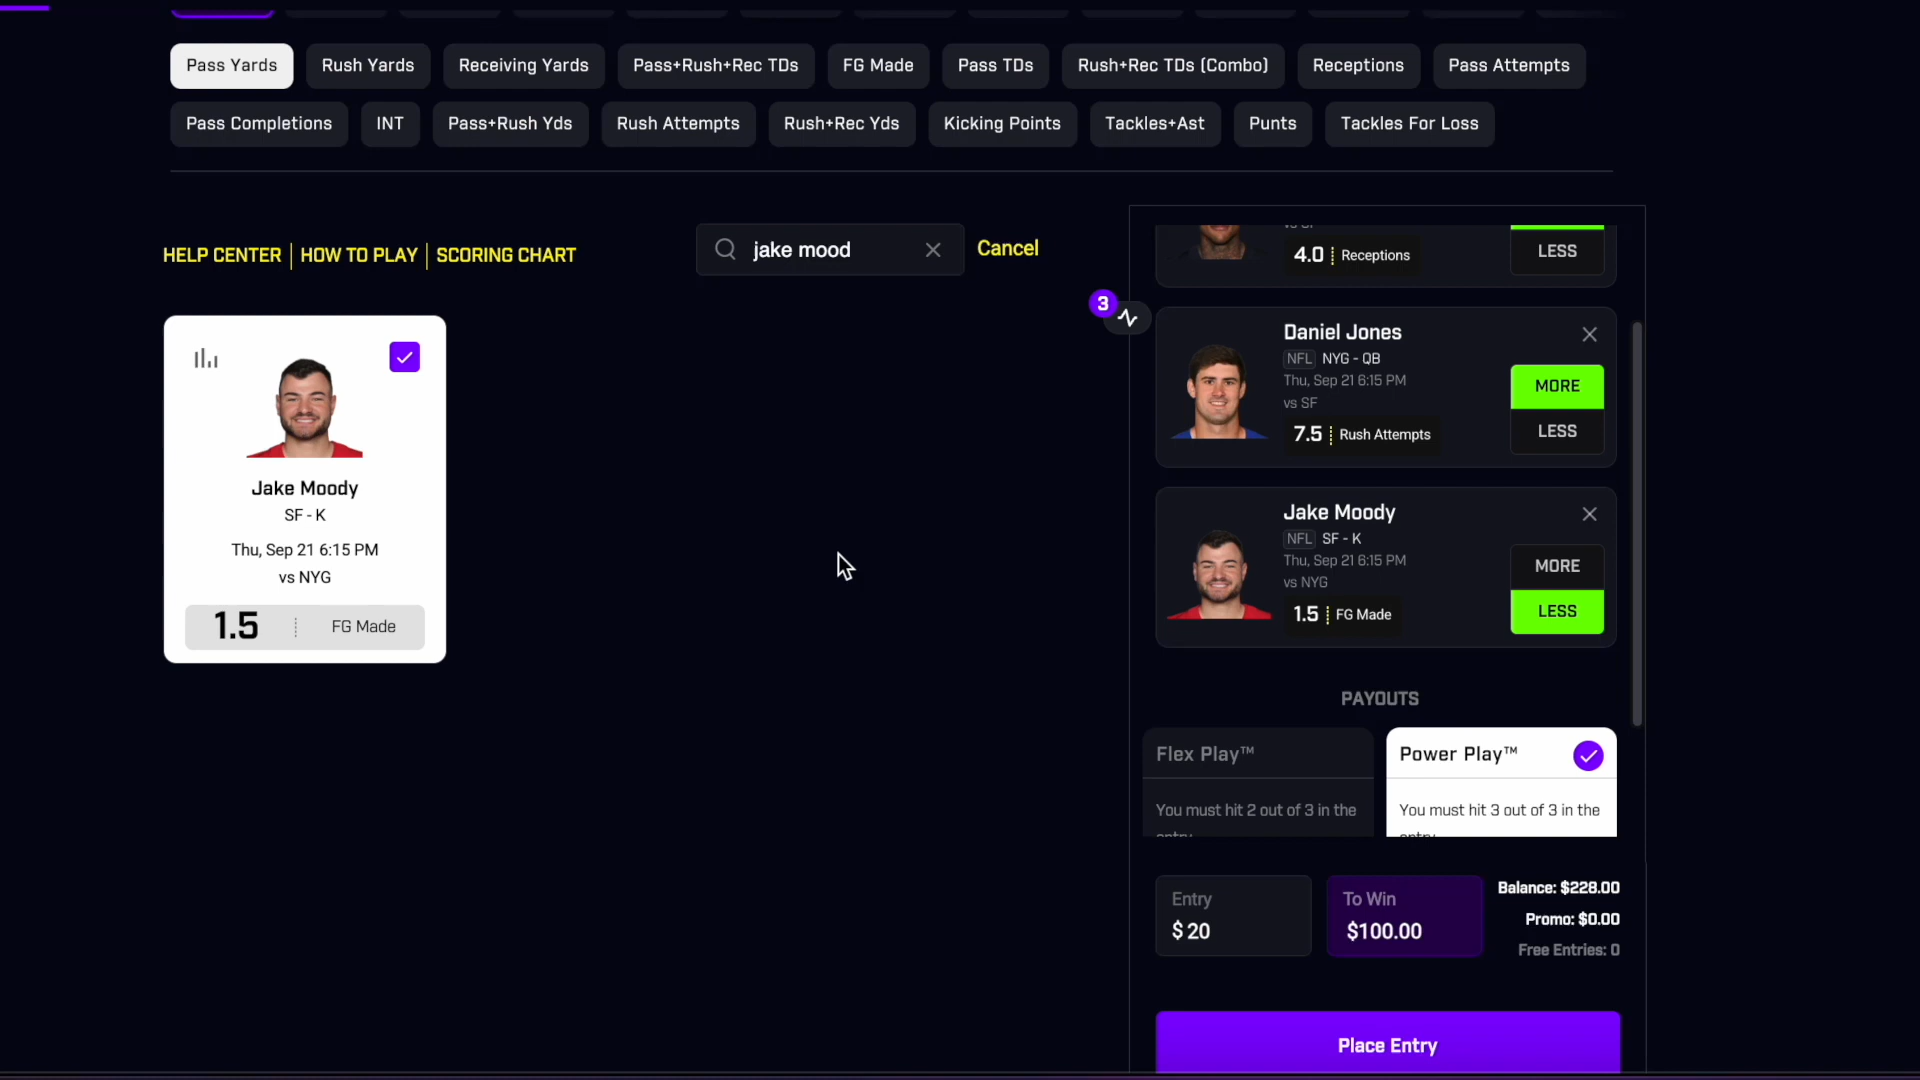 Pass Yards Rush Yards Receiving Yards Pass+Rush+Rec TDs FG Made Pass TDs Rush+Rec TDs (Combo) Receptions Pass Attempts
Pass Completions INT Pass+Rush Yds Rush Attempts Rush+Rec Yds Kicking Points Tackles+Ast Punts Tackles For Loss
HELP CENTER HOW TO PLAY SCORING CHART
jake mood
Cancel
Jake Moody
SF - K
Thu, Sep 21 6:15 PM
vs NYG
1.5 FG Made
3
4.0 Receptions
LESS
Daniel Jones
NFL NYG - QB
Thu, Sep 21 6:15 PM
vs SF
7.5 Rush Attempts
MORE
LESS
Jake Moody
NFL SF - K
Thu, Sep 21 6:15 PM
vs NYG
1.5 FG Made
MORE
LESS
PAYOUTS
Flex Play™
You must hit 2 out of 3 in the
entry
Power Play™
You must hit 3 out of 3 in the
entry
Entry
$ 20
To Win
$100.00
Balance: $228.00
Promo: $0.00
Free Entries: 0
Place Entry